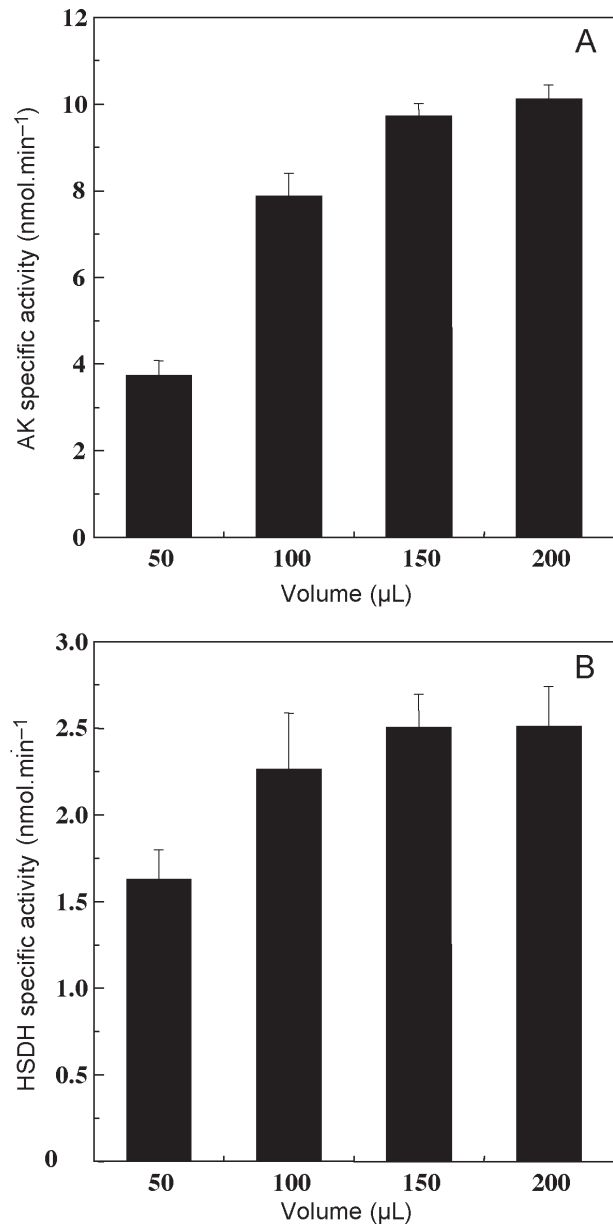 A
AK specific activity (nmol.min–1)
12
10
8
6
4
2
0
50 100 150 200
Volume (µL)
B
HSDH specific activity (nmol.min–1
3.0
2.5
2.0
1.5
1.0
0.5
0
50 100 150 200
Volume (µL)